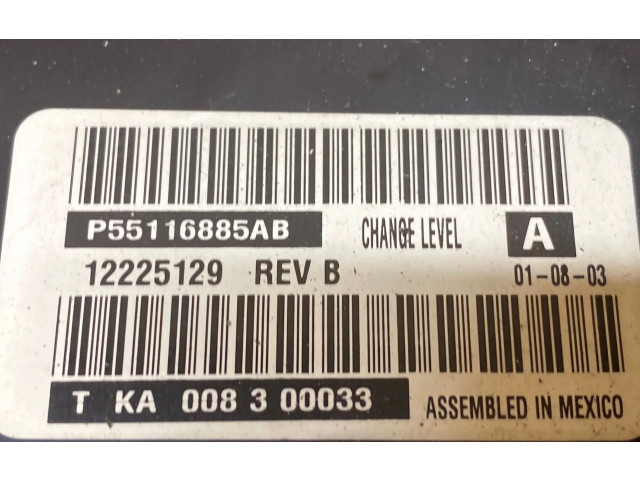 P55116885AB CHANGE LEVEL A
12225129 REV B 01-08-03
T KA 008 3 00033 ASSEMBLED IN MEXICO